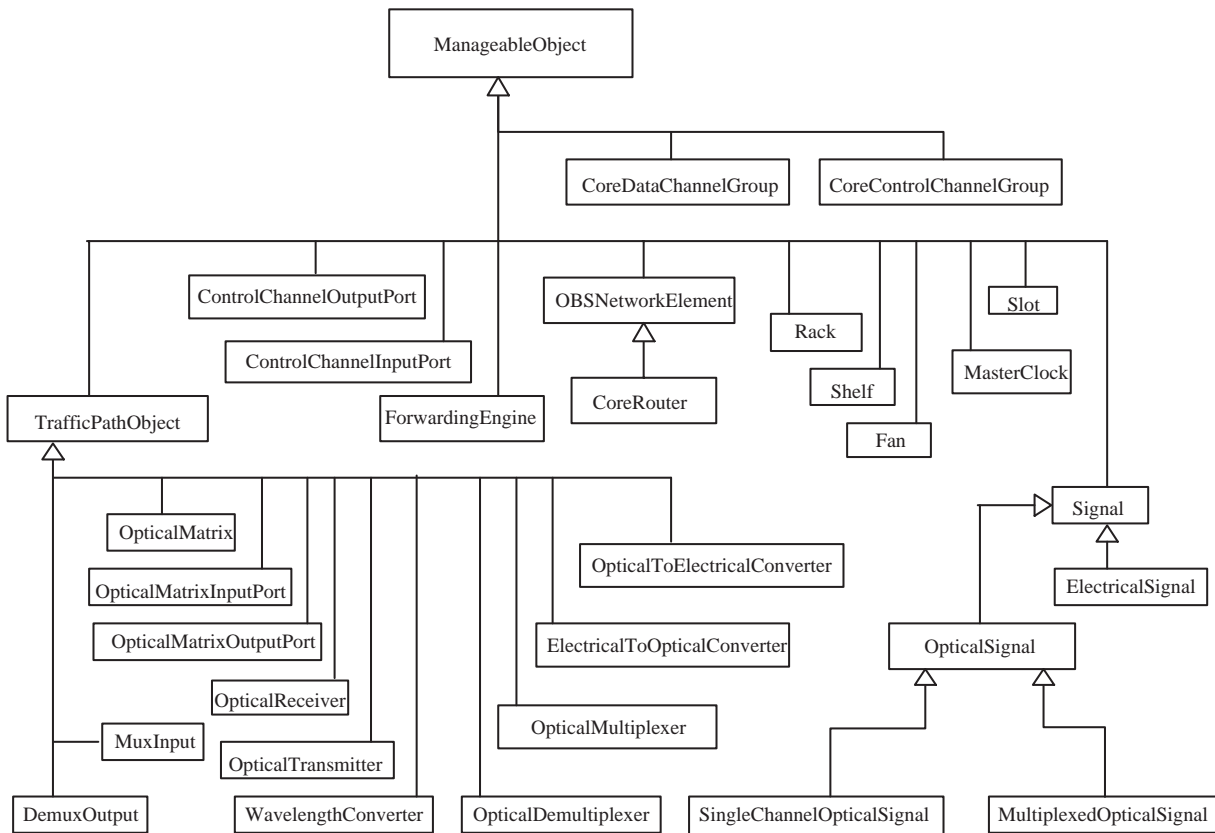 ManageableObject
CoreDataChannelGroup
CoreControlChannelGroup
ControlChannelOutputPort
OBSNetworkElement
Slot
Rack
ControlChannelInputPort
MasterClock
Shelf
CoreRouter
TrafficPathObject
ForwardingEngine
Fan
Signal
OpticalMatrix
OpticalToElectricalConverter
OpticalMatrixInputPort
ElectricalSignal
OpticalMatrixOutputPort
ElectricalToOpticalConverter
OpticalSignal
OpticalReceiver
OpticalMultiplexer
MuxInput
OpticalTransmitter
DemuxOutput
WavelengthConverter
OpticalDemultiplexer
SingleChannelOpticalSignal
MultiplexedOpticalSignal